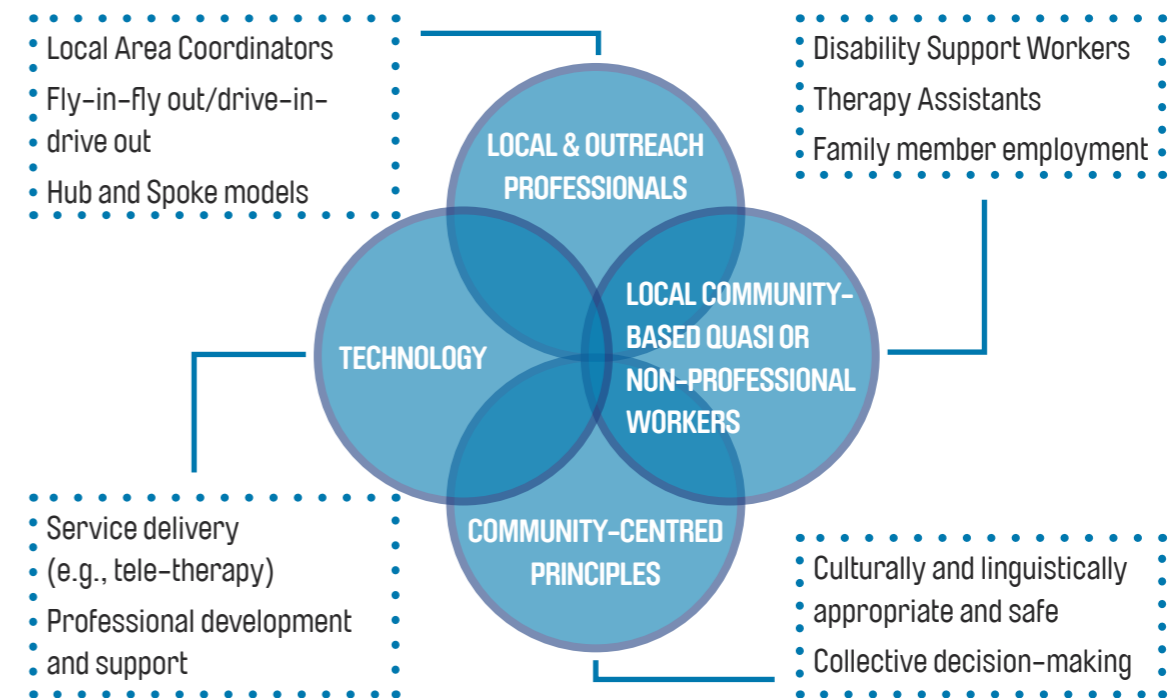 Local Area Coordinators
Fly-in-fly out/drive-in-
drive out
Hub and Spoke models
Disability Support Workers
Therapy Assistants
Family member employment
LOCAL & OUTREACH
PROFESSIONALS
TECHNOLOGY
LOCAL COMMUNITY-
BASED QUASI OR
NON-PROFESSIONAL
WORKERS
COMMUNITY-CENTRED
PRINCIPLES
Service delivery
(e.g., tele-therapy)
Professional development
and support
Culturally and linguistically
appropriate and safe
Collective decision-making